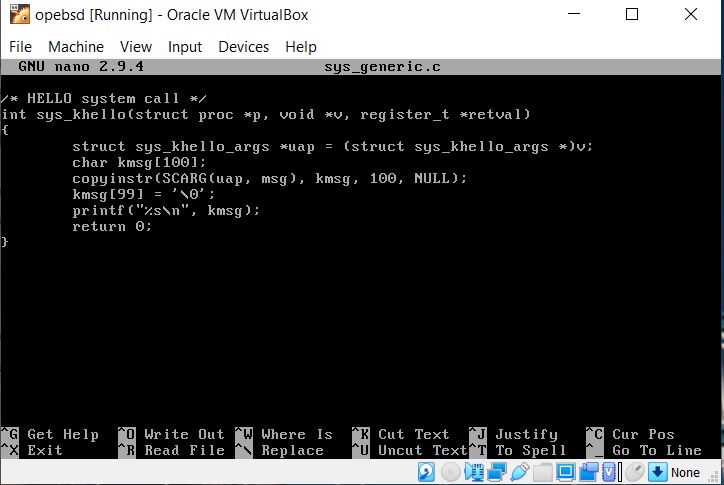 opebsd [Running] - Oracle VM VirtualBox
File Machine View Input Devices Help
GNU nano 2.9.4 sys_generic.c
/* HELLO system call */
int sys_khello(struct proc *p, void *v, register_t *retval)
{
        struct sys_khello_args *uap = (struct sys_khello_args *)v;
        char kmsg[100];
        copyinstr(SCARG(uap, msg), kmsg, 100, NULL);
        kmsg[99] = '\0';
        printf("%s\n", kmsg);
        return 0;
}
^G Get Help ^O Write Out ^W Where Is ^K Cut Text ^J Justify ^C Cur Pos
^X Exit ^R Read File ^\ Replace ^U Uncut Text ^T To Spell ^_ Go To Line
None